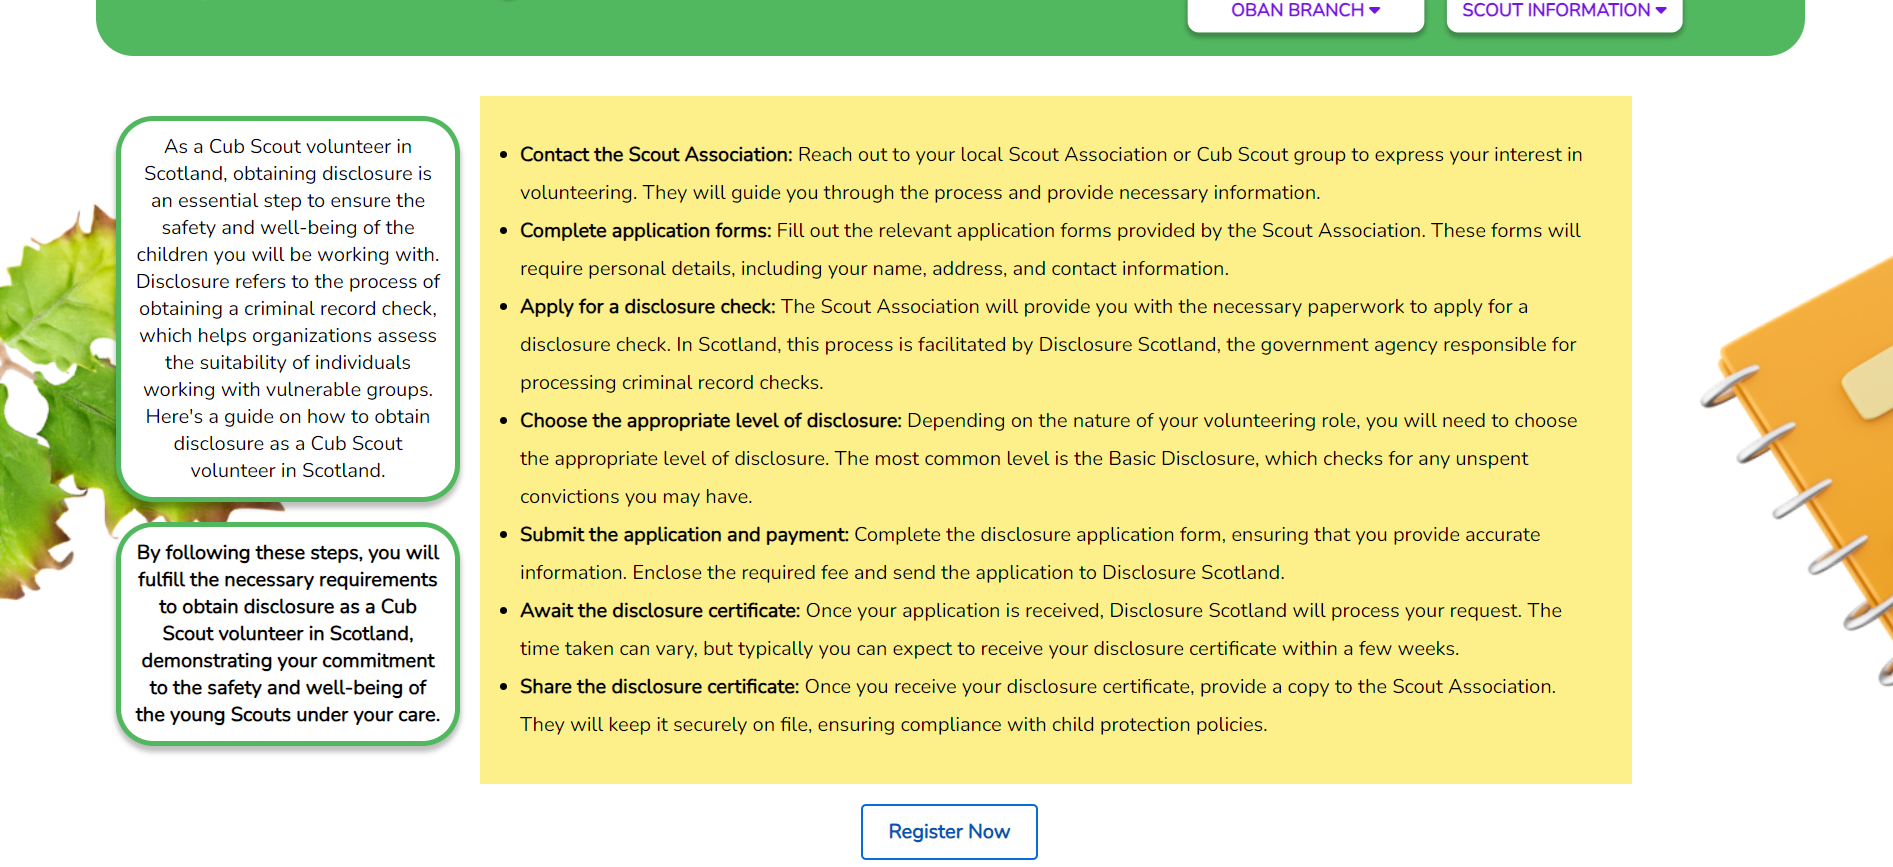 OBAN BRANCH
SCOUT INFORMATION
As a Cub Scout volunteer in
Scotland, obtaining disclosure is
an essential step to ensure the
safety and well-being of the
children you will be working with.
Disclosure refers to the process of
obtaining a criminal record check,
which helps organizations assess
the suitability of individuals
working with vulnerable groups.
Here's a guide on how to obtain
disclosure as a Cub Scout
volunteer in Scotland.
By following these steps, you will
fulfill the necessary requirements
to obtain disclosure as a Cub
Scout volunteer in Scotland,
demonstrating your commitment
to the safety and well-being of
the young Scouts under your care.
• Contact the Scout Association: Reach out to your local Scout Association or Cub Scout group to express your interest in
volunteering. They will guide you through the process and provide necessary information.
• Complete application forms: Fill out the relevant application forms provided by the Scout Association. These forms will
require personal details, including your name, address, and contact information.
• Apply for a disclosure check: The Scout Association will provide you with the necessary paperwork to apply for a
disclosure check. In Scotland, this process is facilitated by Disclosure Scotland, the government agency responsible for
processing criminal record checks.
• Choose the appropriate level of disclosure: Depending on the nature of your volunteering role, you will need to choose
the appropriate level of disclosure. The most common level is the Basic Disclosure, which checks for any unspent
convictions you may have.
• Submit the application and payment: Complete the disclosure application form, ensuring that you provide accurate
information. Enclose the required fee and send the application to Disclosure Scotland.
• Await the disclosure certificate: Once your application is received, Disclosure Scotland will process your request. The
time taken can vary, but typically you can expect to receive your disclosure certificate within a few weeks.
• Share the disclosure certificate: Once you receive your disclosure certificate, provide a copy to the Scout Association.
They will keep it securely on file, ensuring compliance with child protection policies.
Register Now